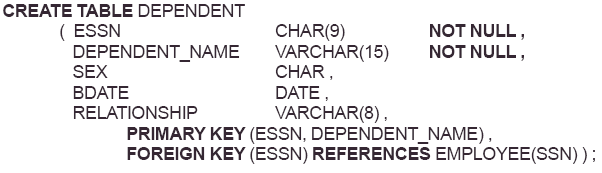 CREATE TABLE DEPENDENT
( ESSN CHAR(9) NOT NULL ,
DEPENDENT_NAME VARCHAR(15) NOT NULL ,
SEX CHAR ,
BDATE DATE ,
RELATIONSHIP VARCHAR(8) ,
PRIMARY KEY (ESSN, DEPENDENT_NAME) ,
FOREIGN KEY (ESSN) REFERENCES EMPLOYEE(SSN) ) ;